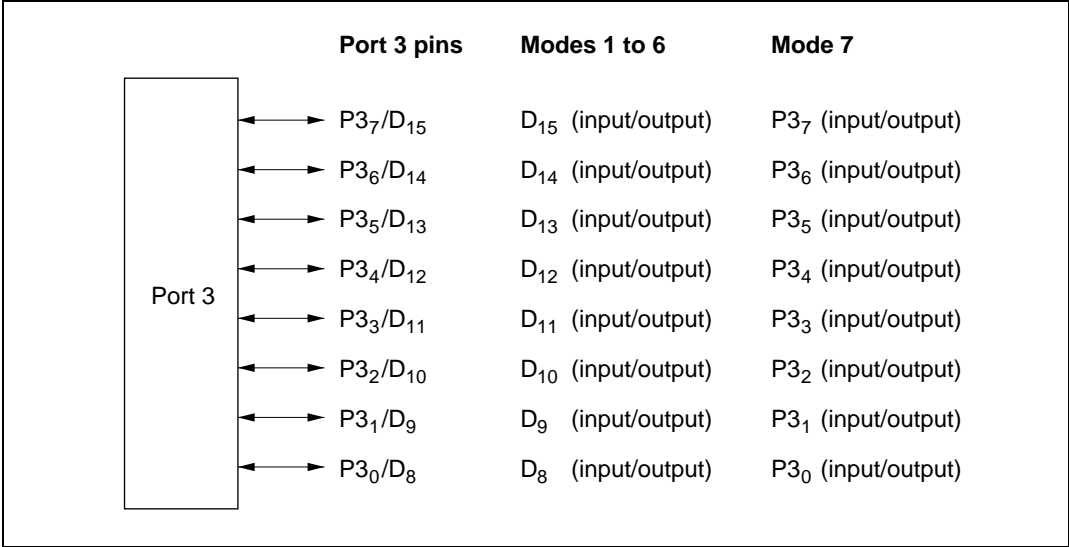 Port 3 pins Modes 1 to 6 Mode 7
P3₇/D₁₅ D₁₅ (input/output) P3₇ (input/output)
P3₆/D₁₄ D₁₄ (input/output) P3₆ (input/output)
P3₅/D₁₃ D₁₃ (input/output) P3₅ (input/output)
P3₄/D₁₂ D₁₂ (input/output) P3₄ (input/output)
Port 3
P3₃/D₁₁ D₁₁ (input/output) P3₃ (input/output)
P3₂/D₁₀ D₁₀ (input/output) P3₂ (input/output)
P3₁/D₉ D₉ (input/output) P3₁ (input/output)
P3₀/D₈ D₈ (input/output) P3₀ (input/output)